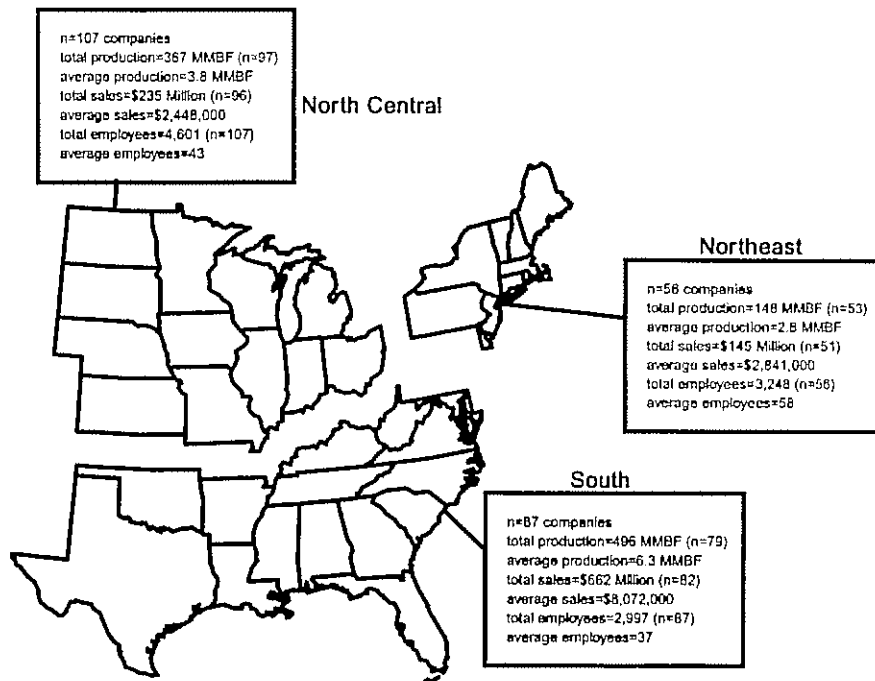 n=107 companies
total production=367 MMBF (n=97)
average production=3.8 MMBF
total sales=$235 Million (n=96)
average sales=$2,448,000
total employees=4,601 (n=107)
average employees=43
North Central
Northeast
n=56 companies
total production=148 MMBF (n=53)
average production=2.8 MMBF
total sales=$145 Million (n=51)
average sales=$2,841,000
total employees=3,248 (n=56)
average employees=58
South
n=87 companies
total production=496 MMBF (n=79)
average production=6.3 MMBF
total sales=$662 Million (n=82)
average sales=$8,072,000
total employees=2,997 (n=87)
average employees=37